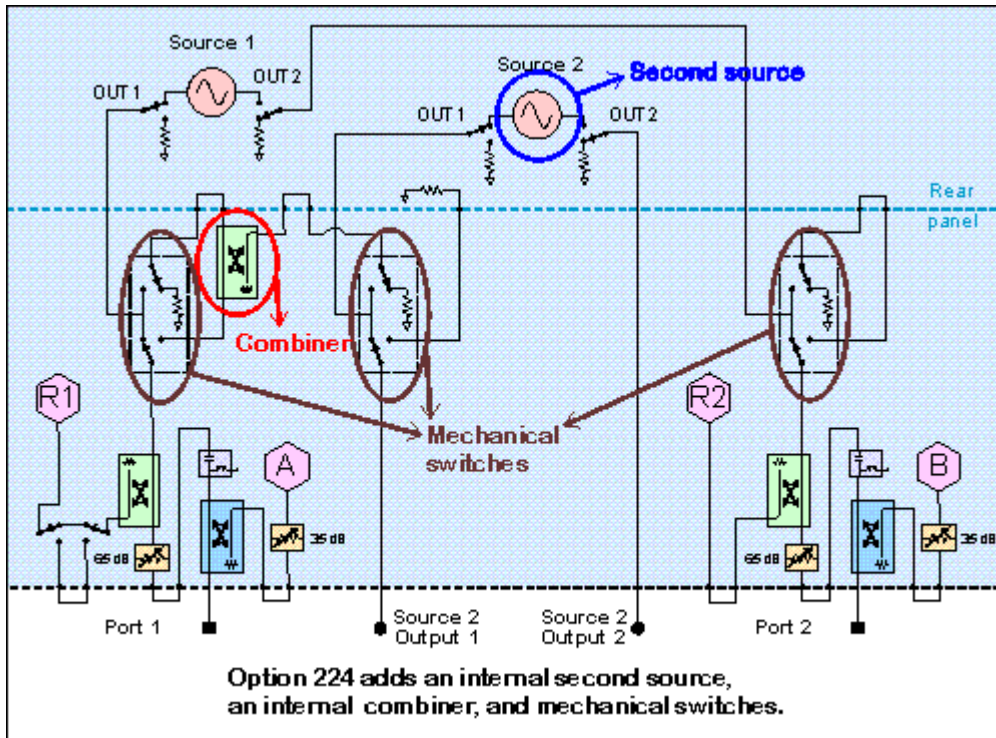 Source 1
OUT 2
OUT 1
Source 2
Second source
OUT 1
OUT 2
Rear
panel
Combiner
R1
R2
Mechanical
switches
A
B
65 dB
35 dB
65 dB
35 dB
Port 1
Source 2
Output 1
Source 2
Output 2
Port 2
Option 224 adds an internal second source,
an internal combiner, and mechanical switches.